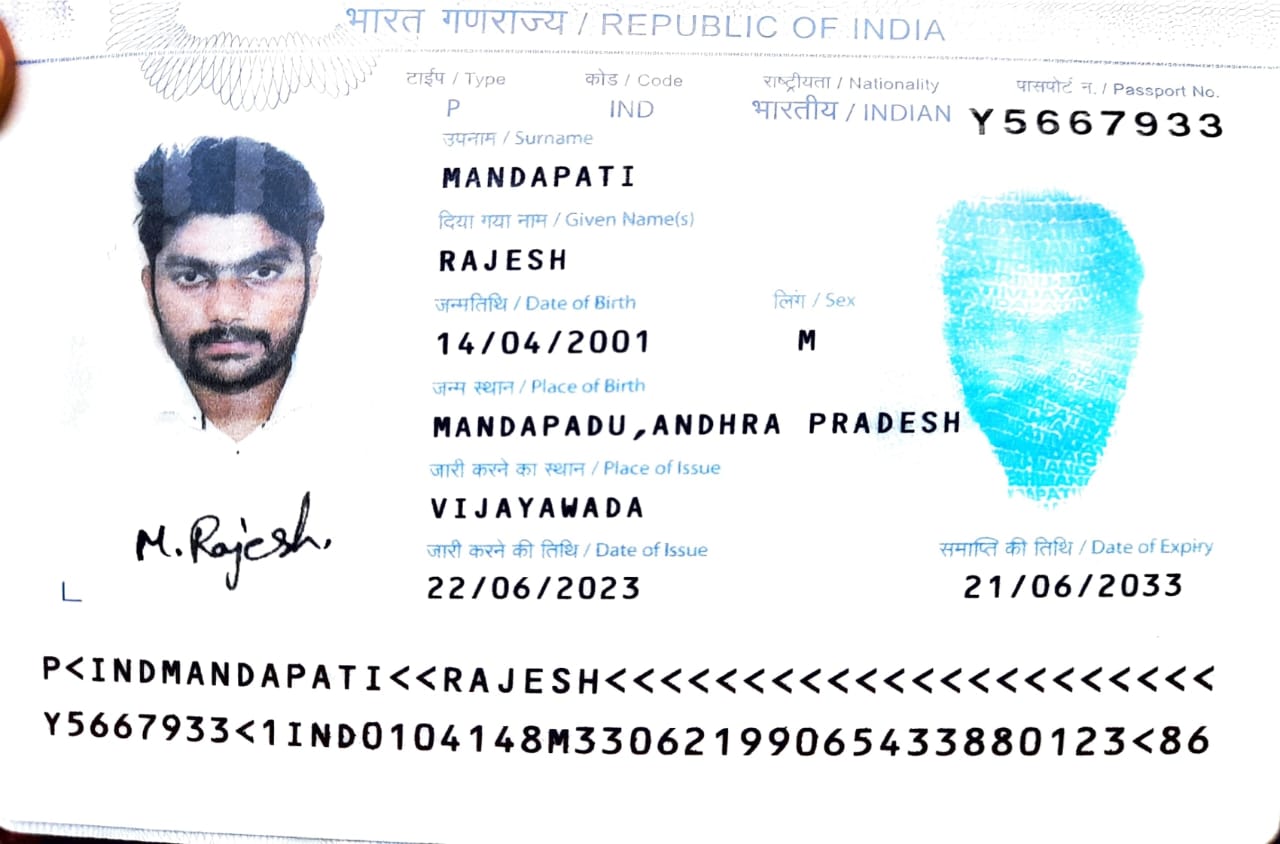 भारत गणराज्य / REPUBLIC OF INDIA
टाईप / Type कोड / Code राष्ट्रीयता / Nationality पासपोर्ट न. / Passport No.
P IND भारतीय / INDIAN Y5667933
उपनाम / Surname
MANDAPATI
दिया गया नाम / Given Name(s)
RAJESH
जन्मतिथि / Date of Birth लिंग / Sex
14/04/2001 M
जन्म स्थान / Place of Birth
MANDAPADU,ANDHRA PRADESH
जारी करने का स्थान / Place of Issue
VIJAYAWADA
M. Rajesh.
जारी करने की तिथि / Date of Issue समाप्ति की तिथि / Date of Expiry
22/06/2023 21/06/2033
P<INDMANDAPATI<<RAJESH<<<<<<<<<<<<<<<<<<<<<<
Y5667933<1IND0104148M33062199065433880123<86